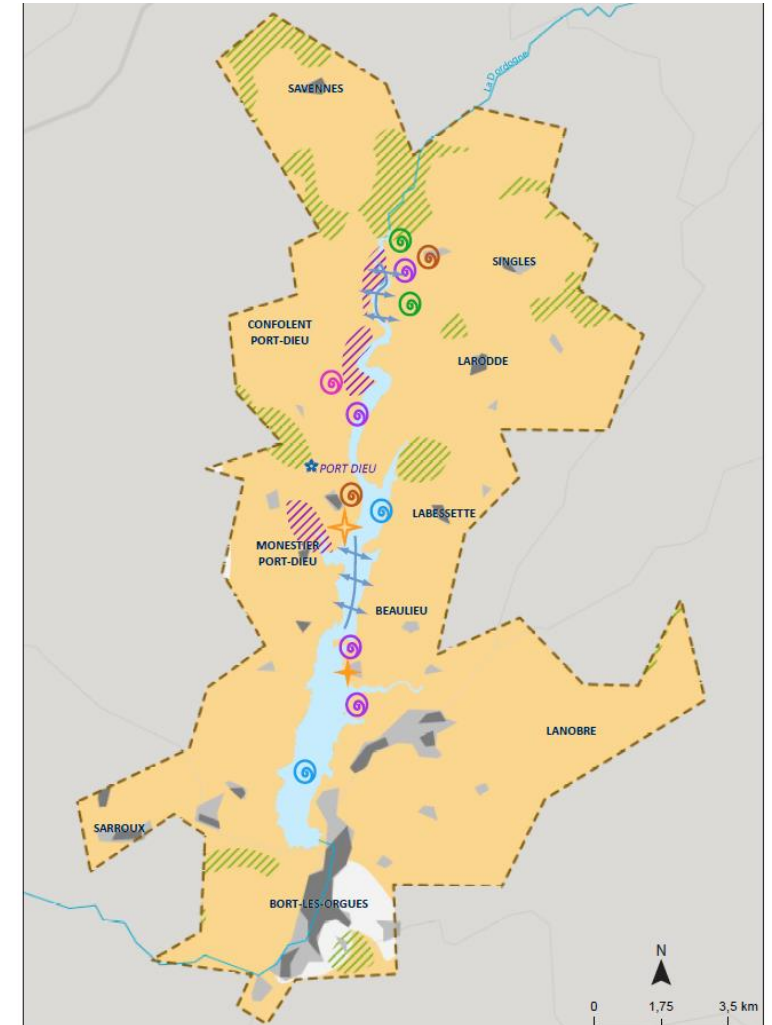 SAVENNES
La Dordogne
SINGLES
CONFOLENT
PORT-DIEU
LARODDE
PORT DIEU
LABESSETTE
MONESTIER
PORT-DIEU
BEAULIEU
LANOBRE
SARROUX
BORT-LES-ORGUES
N
0 1,75 3,5 km